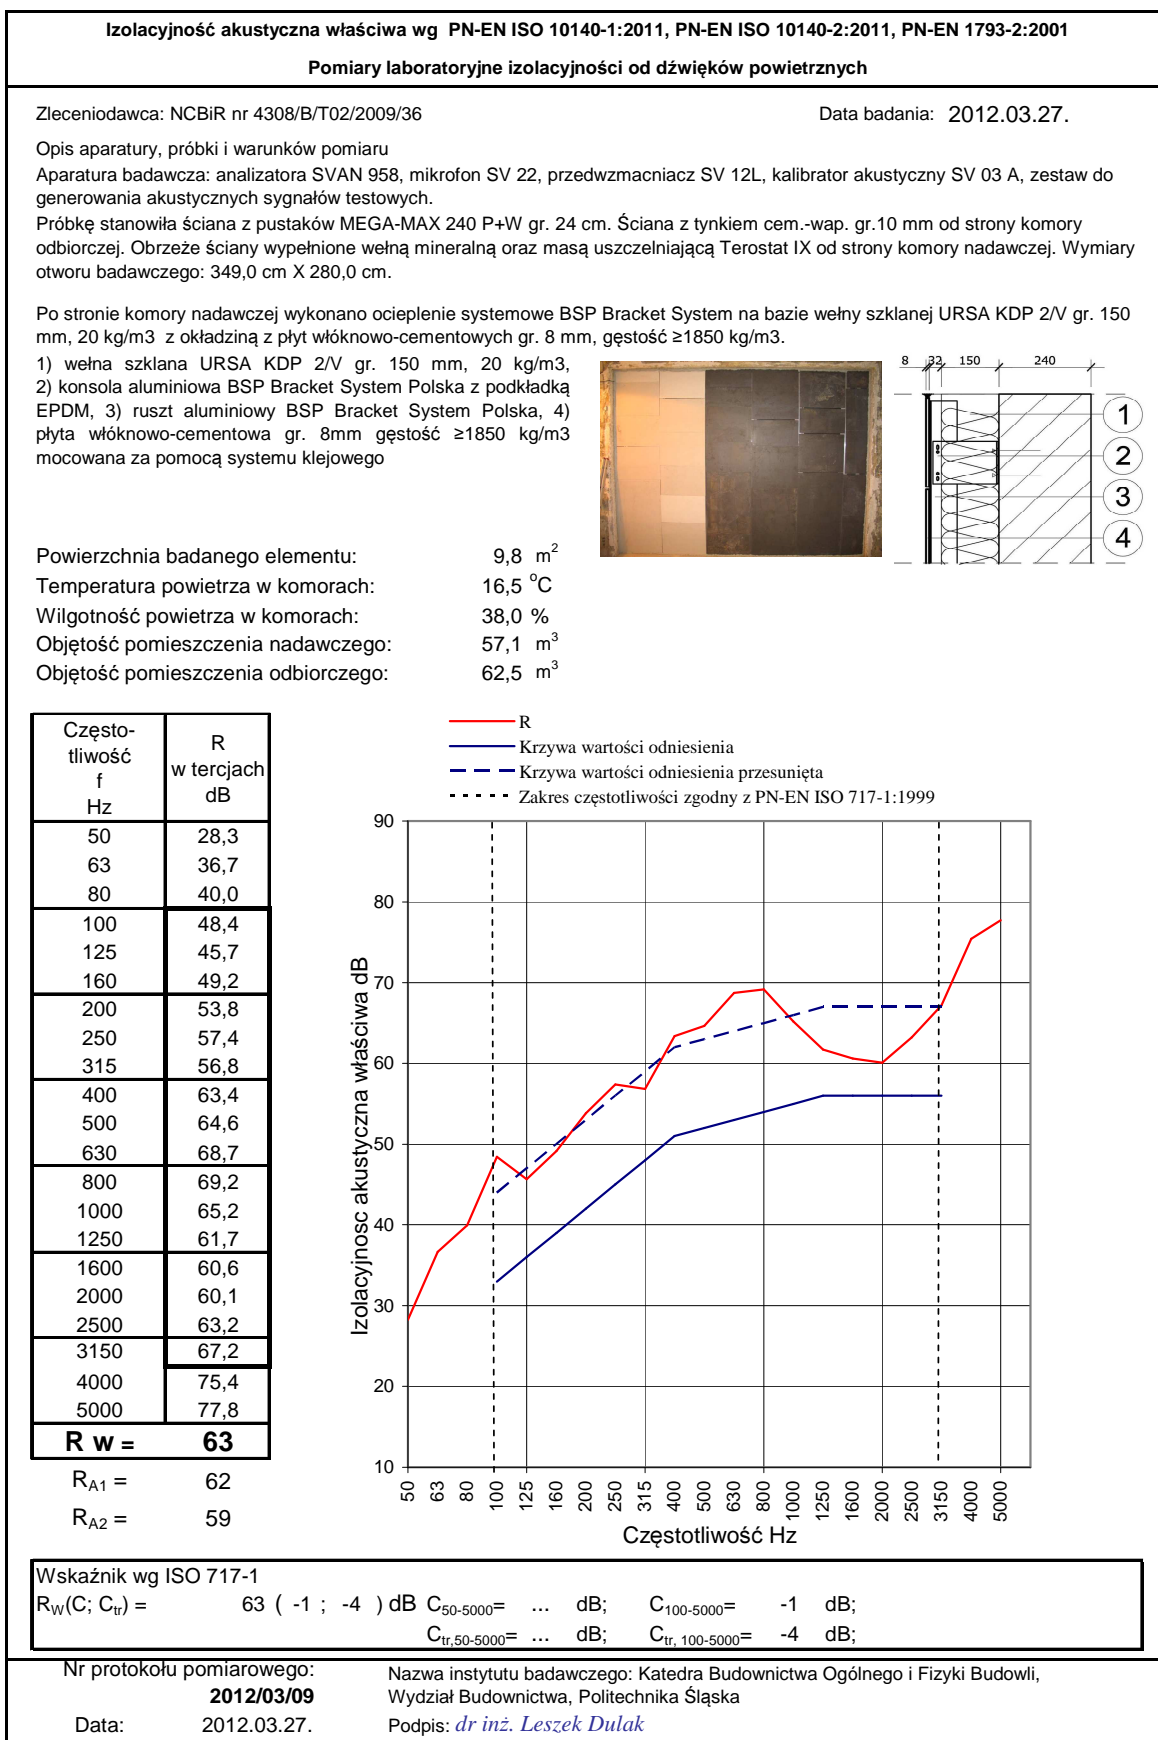 Izolacyjność akustyczna właściwa wg PN-EN ISO 10140-1:2011, PN-EN ISO 10140-2:2011, PN-EN 1793-2:2001
Pomiary laboratoryjne izolacyjności od dźwięków powietrznych
Zleceniodawca: NCBiR nr 4308/B/T02/2009/36
Data badania: 2012.03.27.
Opis aparatury, próbki i warunków pomiaru
Aparatura badawcza: analizatora SVAN 958, mikrofon SV 22, przedwzmacniacz SV 12L, kalibrator akustyczny SV 03 A, zestaw do
generowania akustycznych sygnałów testowych.
Próbkę stanowiła ściana z pustaków MEGA-MAX 240 P+W gr. 24 cm. Ściana z tynkiem cem.-wap. gr.10 mm od strony komory
odbiorczej. Obrzeże ściany wypełnione wełną mineralną oraz masą uszczelniającą Terostat IX od strony komory nadawczej. Wymiary
otworu badawczego: 349,0 cm X 280,0 cm.
Po stronie komory nadawczej wykonano ocieplenie systemowe BSP Bracket System na bazie wełny szklanej URSA KDP 2/V gr. 150
mm, 20 kg/m3 z okładziną z płyt włóknowo-cementowych gr. 8 mm, gęstość ≥1850 kg/m3.
1) wełna szklana URSA KDP 2/V gr. 150 mm, 20 kg/m3,
2) konsola aluminiowa BSP Bracket System Polska z podkładką
EPDM, 3) ruszt aluminiowy BSP Bracket System Polska, 4)
płyta włóknowo-cementowa gr. 8mm gęstość ≥1850 kg/m3
mocowana za pomocą systemu klejowego
8 32 150 240
1
2
3
4
Powierzchnia badanego elementu: 9,8 m²
Temperatura powietrza w komorach: 16,5 °C
Wilgotność powietrza w komorach: 38,0 %
Objętość pomieszczenia nadawczego: 57,1 m³
Objętość pomieszczenia odbiorczego: 62,5 m³
Często-
tliwość
f
Hz
R
w tercjach
dB
50 28,3
63 36,7
80 40,0
100 48,4
125 45,7
160 49,2
200 53,8
250 57,4
315 56,8
400 63,4
500 64,6
630 68,7
800 69,2
1000 65,2
1250 61,7
1600 60,6
2000 60,1
2500 63,2
3150 67,2
4000 75,4
5000 77,8
R w = 63
R_A1 = 62
R_A2 = 59
R
Krzywa wartości odniesienia
Krzywa wartości odniesienia przesunięta
Zakres częstotliwości zgodny z PN-EN ISO 717-1:1999
Izolacyjnosc akustyczna właściwa dB
90
80
70
60
50
40
30
20
10
50 63 80 100 125 160 200 250 315 400 500 630 800 1000 1250 1600 2000 2500 3150 4000 5000
Częstotliwość Hz
Wskaźnik wg ISO 717-1
R_W(C; C_tr) = 63 ( -1 ; -4 ) dB C_50-5000= ... dB; C_100-5000= -1 dB;
C_tr,50-5000= ... dB; C_tr, 100-5000= -4 dB;
Nr protokołu pomiarowego:
2012/03/09
Data: 2012.03.27.
Nazwa instytutu badawczego: Katedra Budownictwa Ogólnego i Fizyki Budowli,
Wydział Budownictwa, Politechnika Śląska
Podpis: dr inż. Leszek Dulak